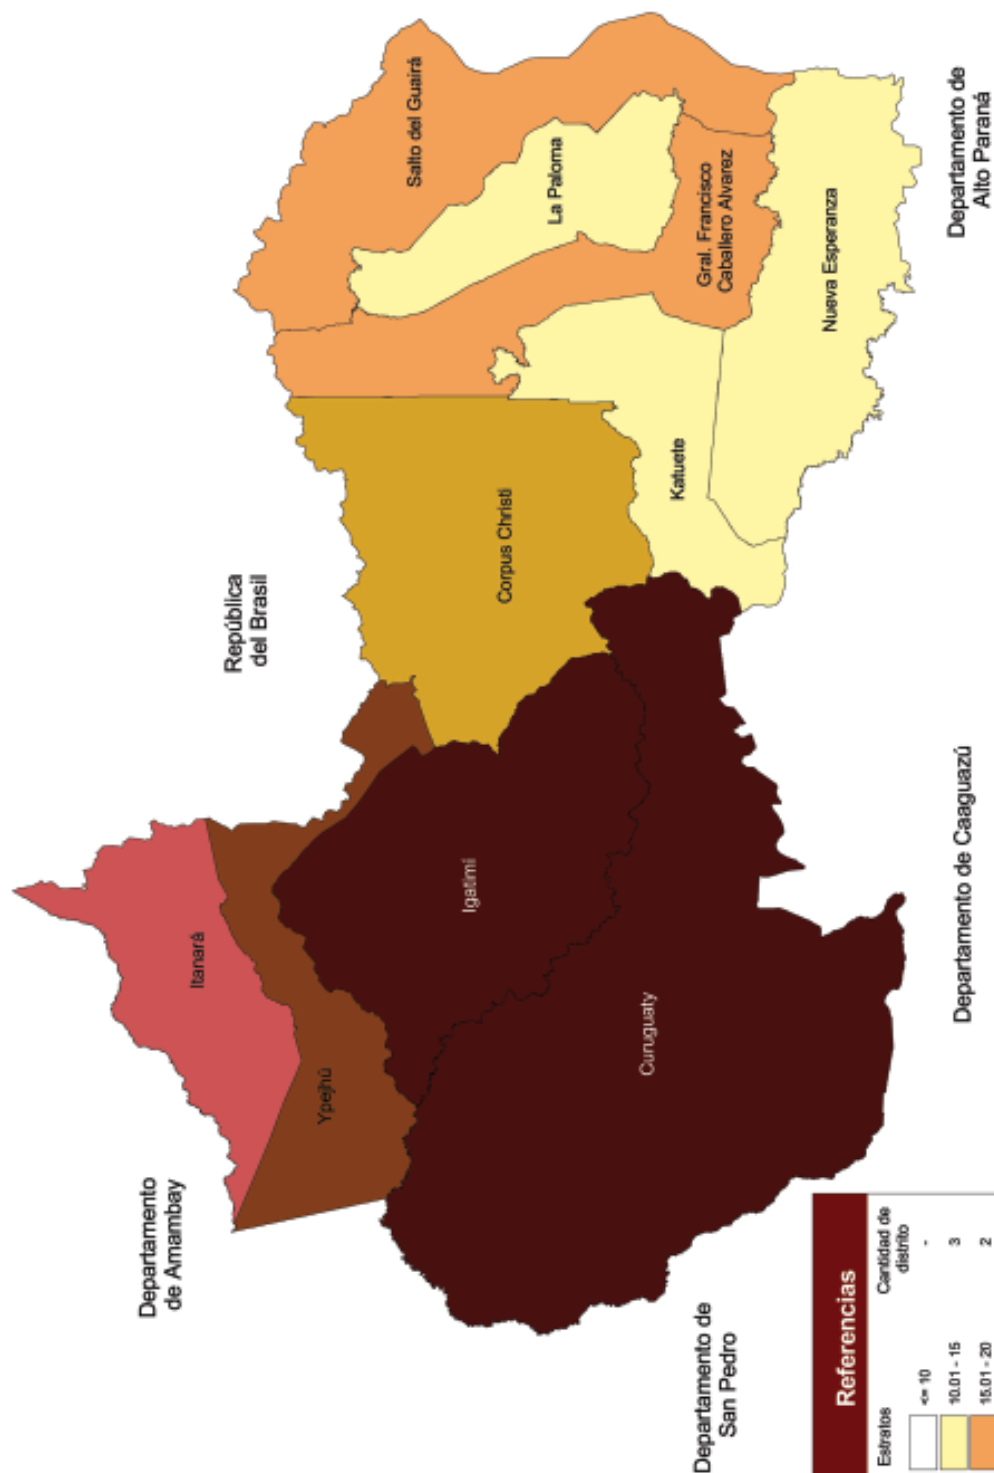 Departamento
de Amambay
República
del Brasil
Itanará
Ypejhú
Igatimí
Curuguaty
Corpus Christi
Salto del Guairá
La Paloma
Gral. Francisco
Caballero Alvarez
Katuete
Nueva Esperanza
Departamento de
San Pedro
Departamento de Caaguazú
Departamento de
Alto Paraná
Referencias
Estratos
Cantidad de
distrito
<= 10 -
10.01 - 15 3
15.01 - 20 2